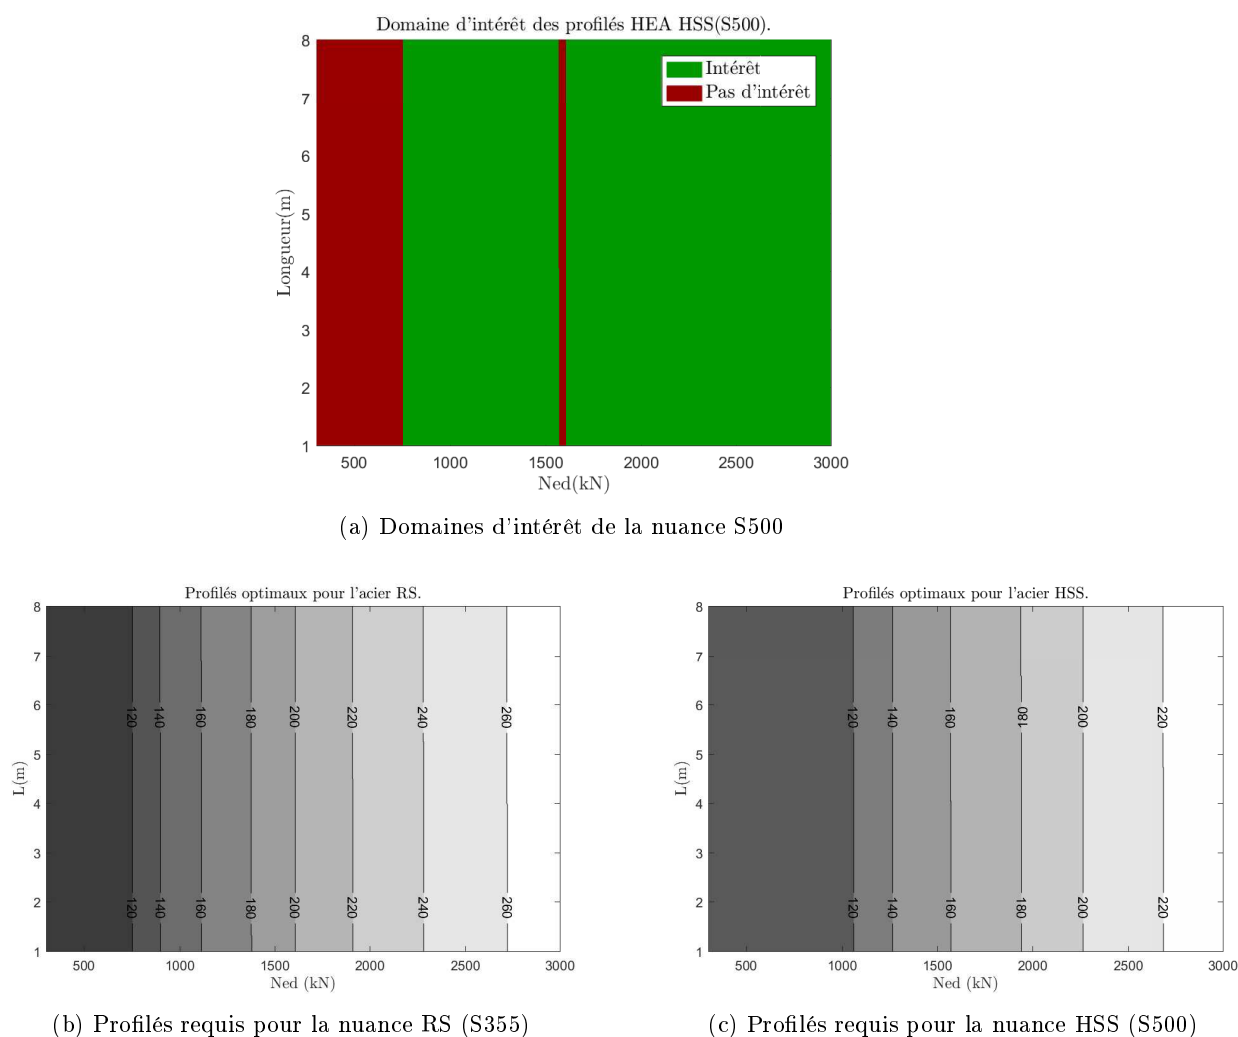 Domaine d'intérêt des profilés HEA HSS(S500).
8
7
6
5
4
3
2
1
Longueur(m)
Intérêt
Pas d'intérêt
500 1000 1500 2000 2500 3000
Ned(kN)
(a) Domaines d'intérêt de la nuance S500
Profilés optimaux pour l'acier RS.
8
7
6
5
4
3
2
1
L(m)
120 140 160 180 200 220 240 260
120 140 160 180 200 220 240 260
500 1000 1500 2000 2500 3000
Ned (kN)
(b) Profilés requis pour la nuance RS (S355)
Profilés optimaux pour l'acier HSS.
8
7
6
5
4
3
2
1
L(m)
120 140 160 180 200 220
120 140 160 180 200 220
500 1000 1500 2000 2500 3000
Ned (kN)
(c) Profilés requis pour la nuance HSS (S500)